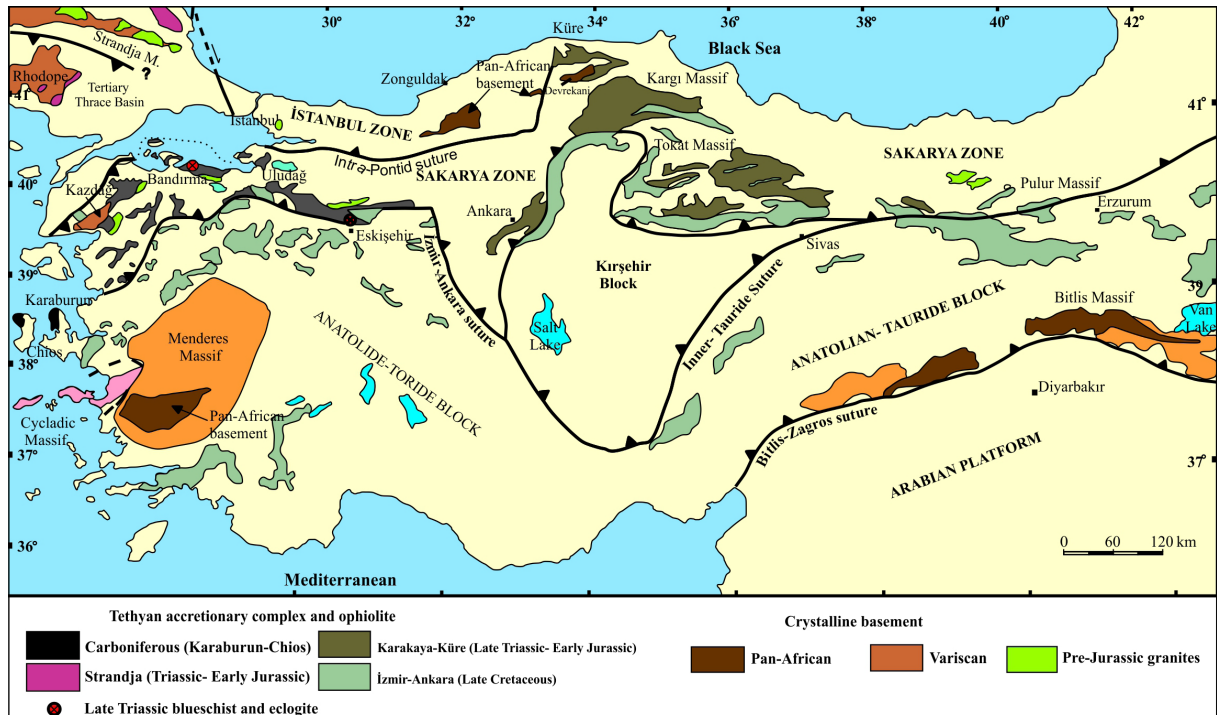 30°
32°
34°
36°
38°
40°
42°
Küre
Black Sea
Strandja M.
?
Zonguldak
Pan-African
basement
Devrekani
Kargı Massif
Rhodope
41°
Tertiary
Thrace Basin
41°
İstanbul
İSTANBUL ZONE
Intra-Pontid suture
Tokat Massif
SAKARYA ZONE
SAKARYA ZONE
40°
Kazdağ
Bandırma
Uludağ
Pulur Massif
Erzurum
Ankara
Eskişehir
Sivas
39°
İzmir-Ankara suture
Kırşehir
Block
39
Karaburun
Bitlis Massif
Van
Lake
Chios
Menderes
Massif
ANATOLIDE-TORIDE BLOCK
Salt
Lake
Inner-Tauride Suture
ANATOLIAN- TAURIDE BLOCK
38°
Diyarbakır
Cycladic
Massif
Pan-African
basement
Bitlis-Zagros suture
37°
ARABIAN PLATFORM
37°
36°
0 60 120 km
Mediterranean
Tethyan accretionary complex and ophiolite
Crystalline basement
Carboniferous (Karaburun-Chios)
Karakaya-Küre (Late Triassic- Early Jurassic)
Pan-African
Variscan
Pre-Jurassic granites
Strandja (Triassic- Early Jurassic)
İzmir-Ankara (Late Cretaceous)
Late Triassic blueschist and eclogite